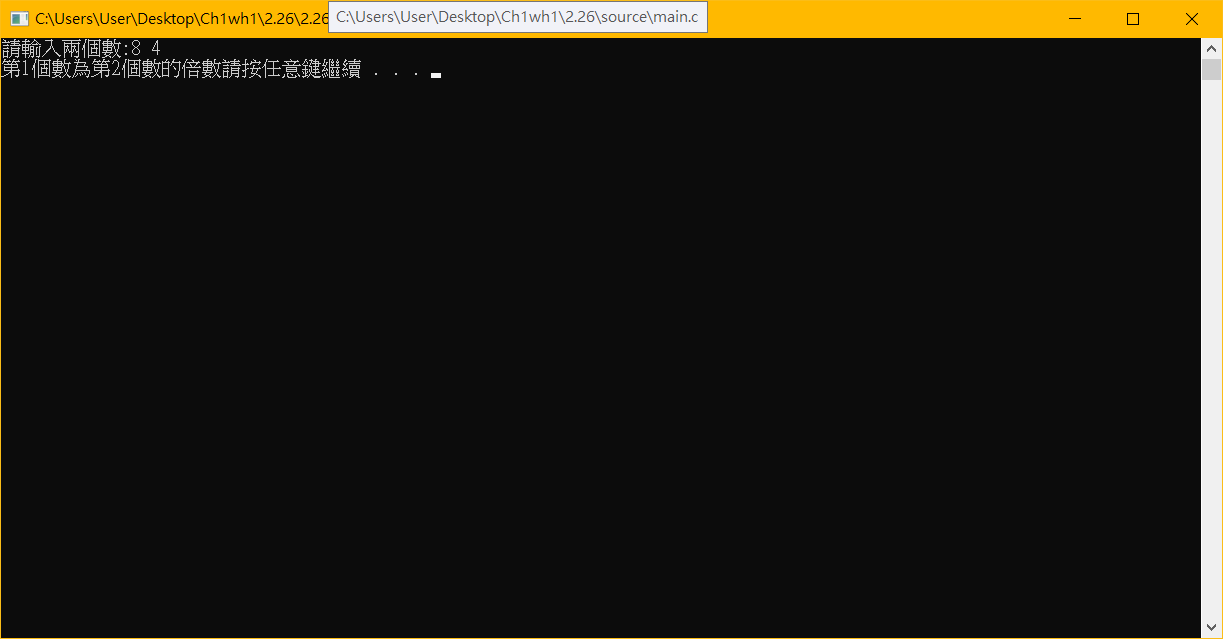 C:\Users\User\Desktop\Ch1wh1\2.26\2.26
C:\Users\User\Desktop\Ch1wh1\2.26\source\main.c
請輸入兩個數:8 4
第1個數為第2個數的倍數請按任意鍵繼續 . . .